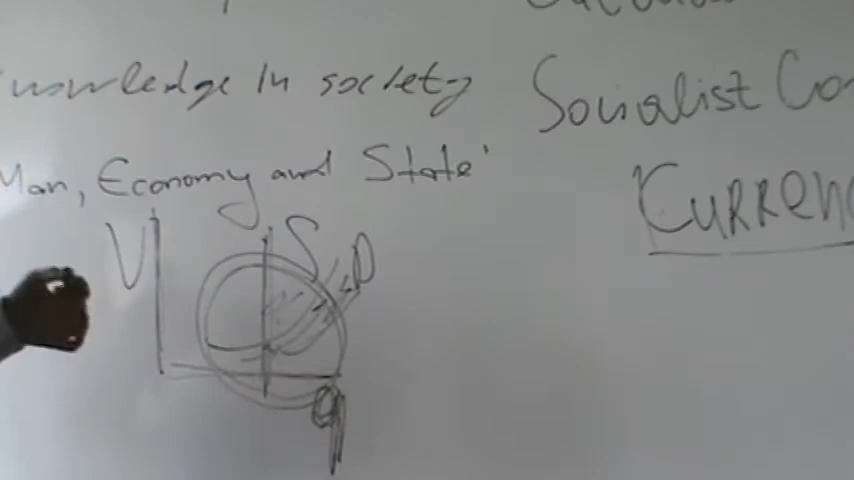 Knowledge in society
Socialist Co
Man, Economy and State'
Curren
V
S
D
q